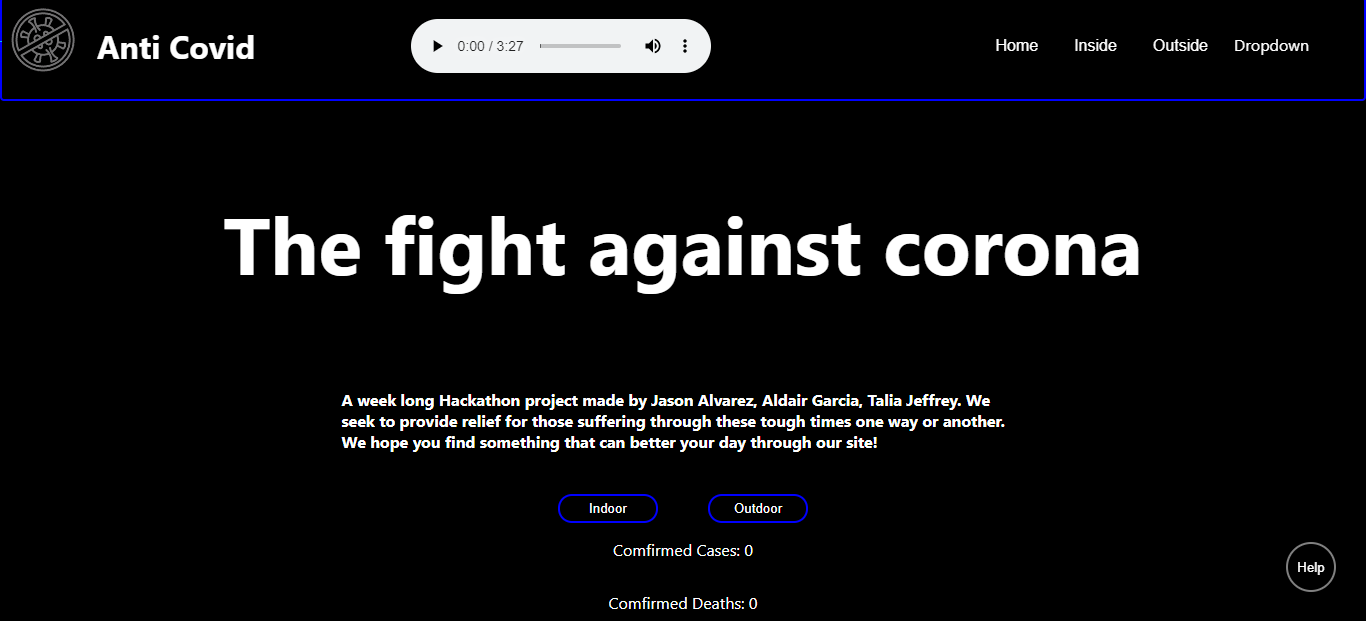 Anti Covid
0:00 / 3:27
Home Inside Outside Dropdown
The fight against corona
A week long Hackathon project made by Jason Alvarez, Aldair Garcia, Talia Jeffrey. We
seek to provide relief for those suffering through these tough times one way or another.
We hope you find something that can better your day through our site!
Indoor Outdoor
Comfirmed Cases: 0
Help
Comfirmed Deaths: 0